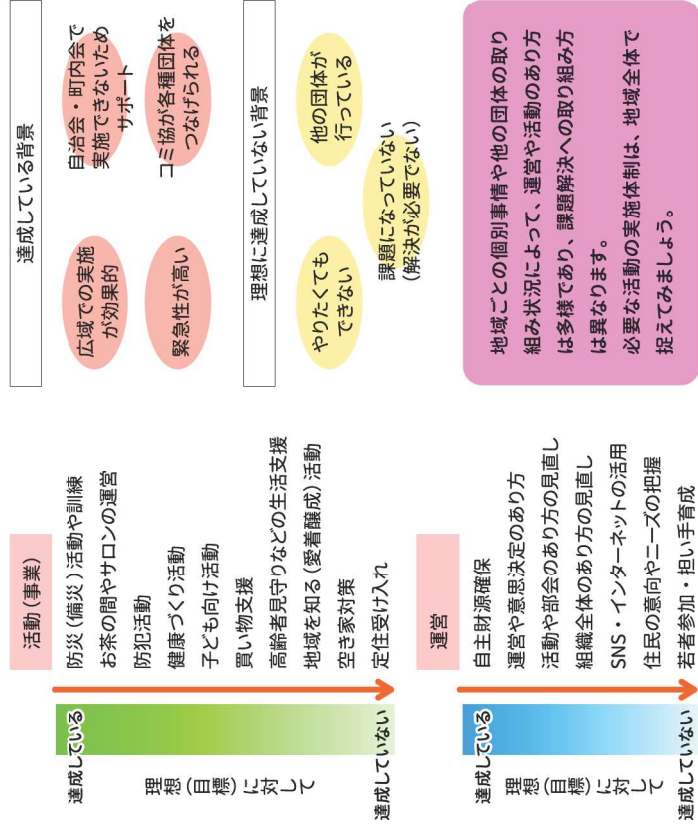 活動（事業）
達成している
理想（目標）に対して
達成していない
防災（備災）活動や訓練
お茶の間やサロンの運営
防犯活動
健康づくり活動
子ども向け活動
買い物支援
高齢者見守りなどの生活支援
地域を知る（愛着醸成）活動
空き家対策
定住受け入れ
達成している背景
広域での実施
が効果的
自治会・町内会で
実施できないため
サポート
緊急性が高い
コミ協が各種団体を
つなげられる
理想に達成していない背景
やりたくても
できない
他の団体が
行っている
課題になっていない
（解決が必要でない）
運営
達成している
理想（目標）に対して
達成していない
自主財源確保
運営や意思決定のあり方
活動や部会のあり方の見直し
組織全体のあり方の見直し
SNS・インターネットの活用
住民の意向やニーズの把握
若者参加・担い手育成
地域ごとの個別事情や他の団体の取り
組み状況によって、運営や活動のあり方
は多様であり、課題解決への取り組み方
は異なります。
必要な活動の実施体制は、地域全体で
捉えてみましょう。